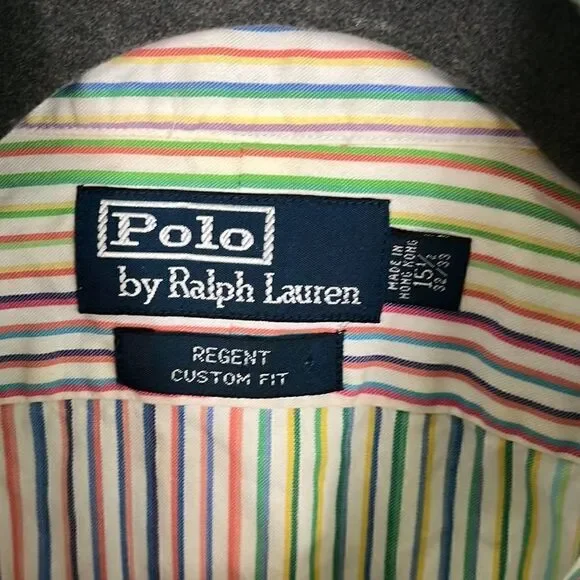 Polo
by Ralph Lauren
MADE IN
HONG KONG
15½
32/33
REGENT
CUSTOM FIT